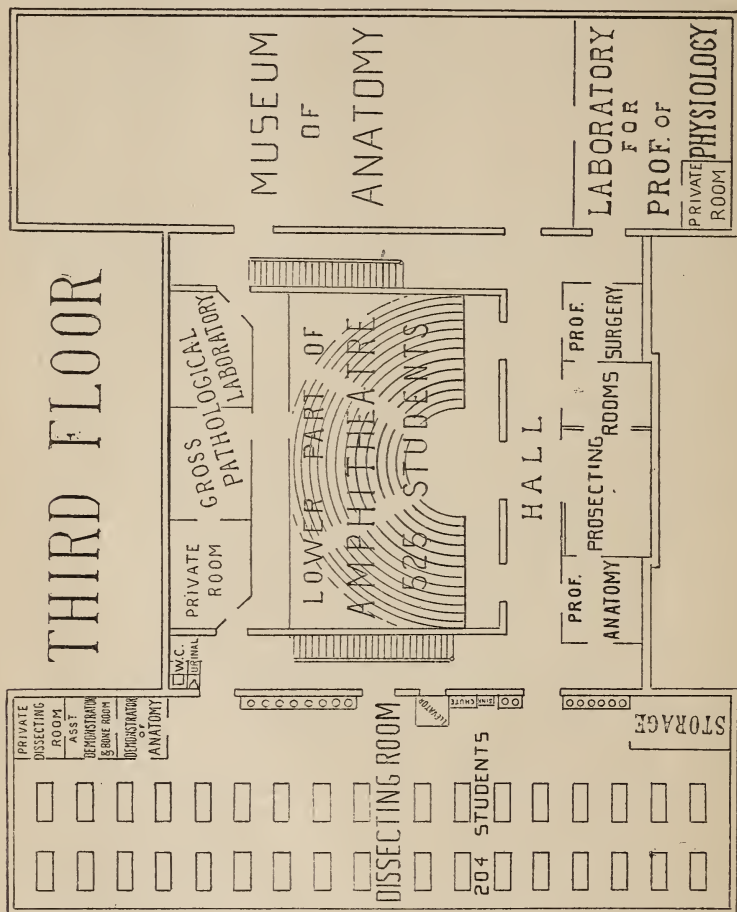 THIRD FLOOR
MUSEUM
OF
ANATOMY
LABORATORY
FOR
PROF. OF
PHYSIOLOGY
PRIVATE
ROOM
GROSS
PATHOLOGICAL
LABORATORY
PRIVATE
ROOM
W.C.
URINAL
LOWER PART OF
AMPHITHEATRE
525 STUDENTS
HALL
PROF.
SURGERY
PROSECTING
ROOMS
PROF.
ANATOMY
PRIVATE
DISSECTING
ROOM
ASST
DEMONSTRATOR
& BONE ROOM
DEMONSTRATOR
OF
ANATOMY
ELEVATOR
SINK
CHUTE
STORAGE
DISSECTING ROOM
204 STUDENTS